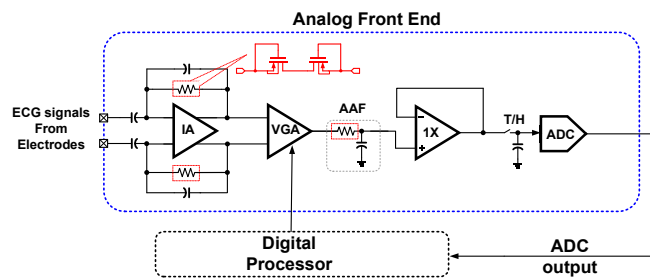 Analog Front End
ECG signals
From
Electrodes
IA
VGA
AAF
1X
T/H
ADC
Digital
Processor
ADC
output